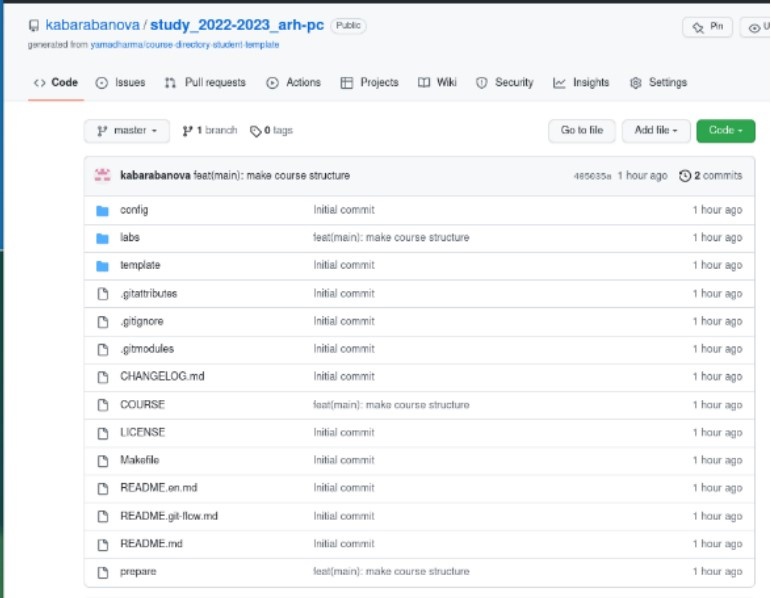 kabarabanova / study_2022-2023_arh-pc Public
Pin
generated from yamadharma/course-directory-student-template
Code Issues Pull requests Actions Projects Wiki Security Insights Settings
master 1 branch 0 tags Go to file Add file Code
kabarabanova feat(main): make course structure 1 hour ago 2 commits
config Initial commit 1 hour ago
labs feat(main): make course structure 1 hour ago
template Initial commit 1 hour ago
.gitattributes Initial commit 1 hour ago
.gitignore Initial commit 1 hour ago
.gitmodules Initial commit 1 hour ago
CHANGELOG.md Initial commit 1 hour ago
COURSE feat(main): make course structure 1 hour ago
LICENSE Initial commit 1 hour ago
Makefile Initial commit 1 hour ago
README.en.md Initial commit 1 hour ago
README.git-flow.md Initial commit 1 hour ago
README.md Initial commit 1 hour ago
prepare feat(main): make course structure 1 hour ago